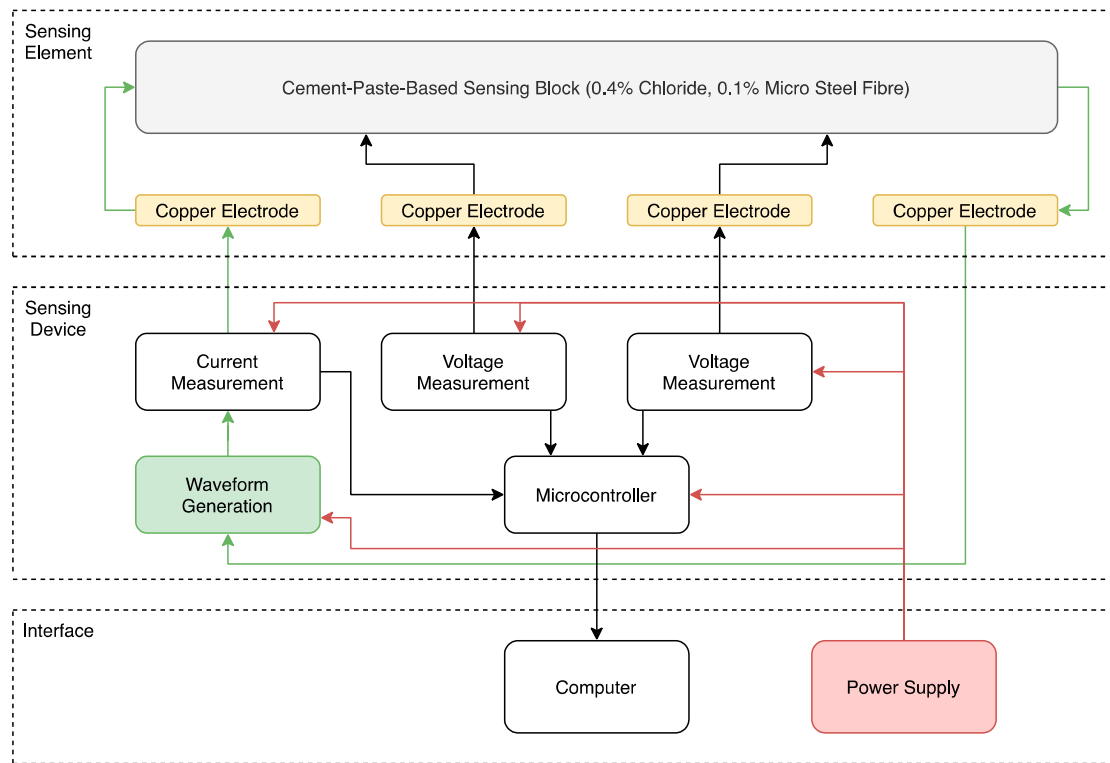 Sensing
Element
Cement-Paste-Based Sensing Block (0.4% Chloride, 0.1% Micro Steel Fibre)
Copper Electrode
Copper Electrode
Copper Electrode
Copper Electrode
Sensing
Device
Current
Measurement
Voltage
Measurement
Voltage
Measurement
Waveform
Generation
Microcontroller
Interface
Computer
Power Supply